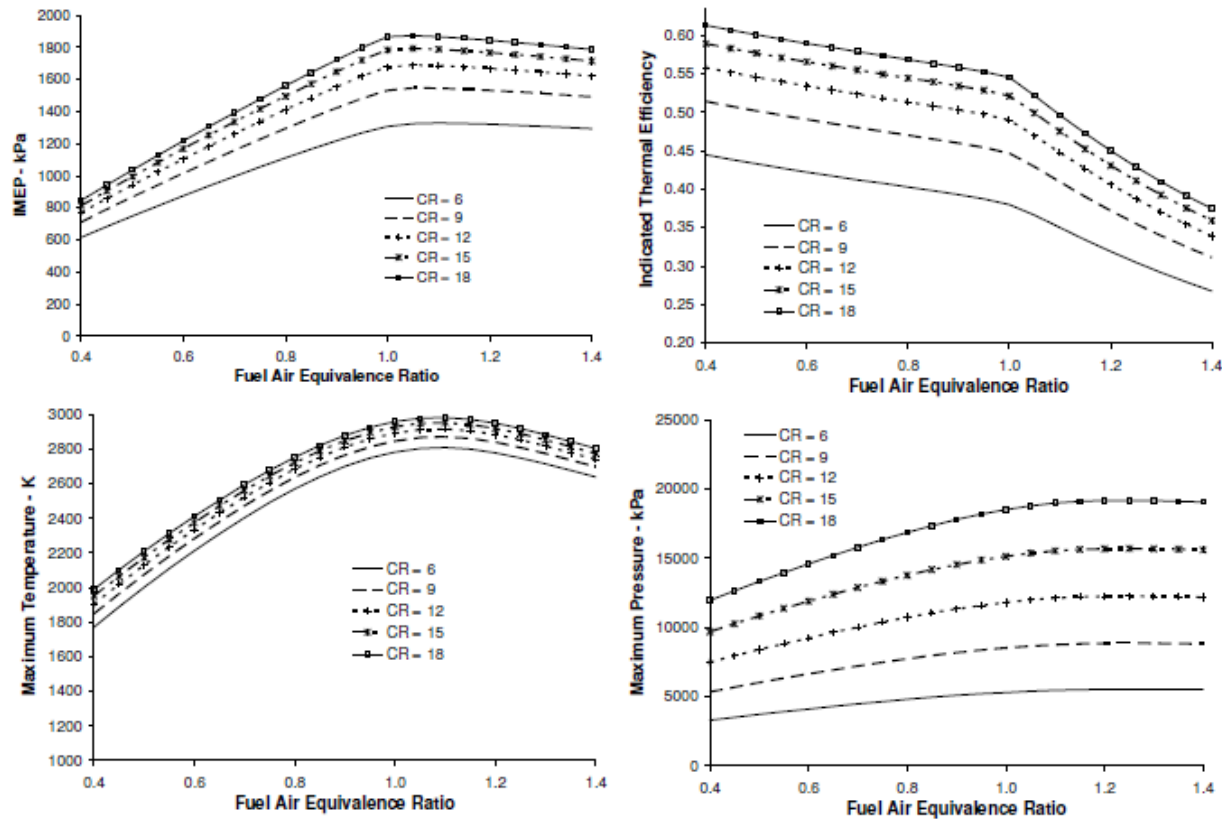 IMEP - kPa
2000
1800
1600
1400
1200
1000
800
600
400
200
0
CR = 6
CR = 9
CR = 12
CR = 15
CR = 18
0.4 0.6 0.8 1.0 1.2 1.4
Fuel Air Equivalence Ratio
Indicated Thermal Efficiency
0.60
0.55
0.50
0.45
0.40
0.35
0.30
0.25
0.20
CR = 6
CR = 9
CR = 12
CR = 15
CR = 18
0.4 0.6 0.8 1.0 1.2 1.4
Fuel Air Equivalence Ratio
Maximum Temperature - K
3000
2800
2600
2400
2200
2000
1800
1600
1400
1200
1000
CR = 6
CR = 9
CR = 12
CR = 15
CR = 18
0.4 0.6 0.8 1.0 1.2 1.4
Fuel Air Equivalence Ratio
Maximum Pressure - kPa
25000
20000
15000
10000
5000
0
CR = 6
CR = 9
CR = 12
CR = 15
CR = 18
0.4 0.6 0.8 1.0 1.2 1.4
Fuel Air Equivalence Ratio